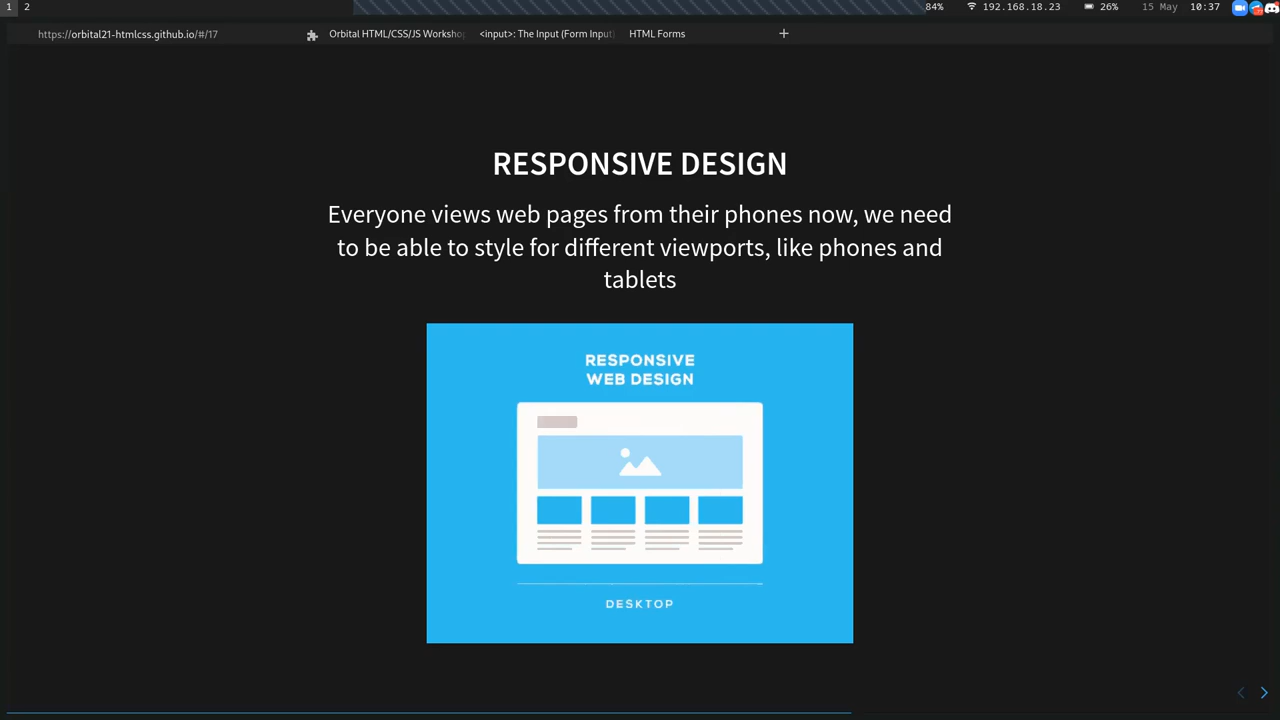 1 2 84% 192.168.18.23 26% 15 May 10:37
https://orbital21-htmlcss.github.io/#/17 Orbital HTML/CSS/JS Worksho <input>: The Input (Form Input) HTML Forms +
RESPONSIVE DESIGN
Everyone views web pages from their phones now, we need
to be able to style for different viewports, like phones and
tablets
RESPONSIVE
WEB DESIGN
DESKTOP